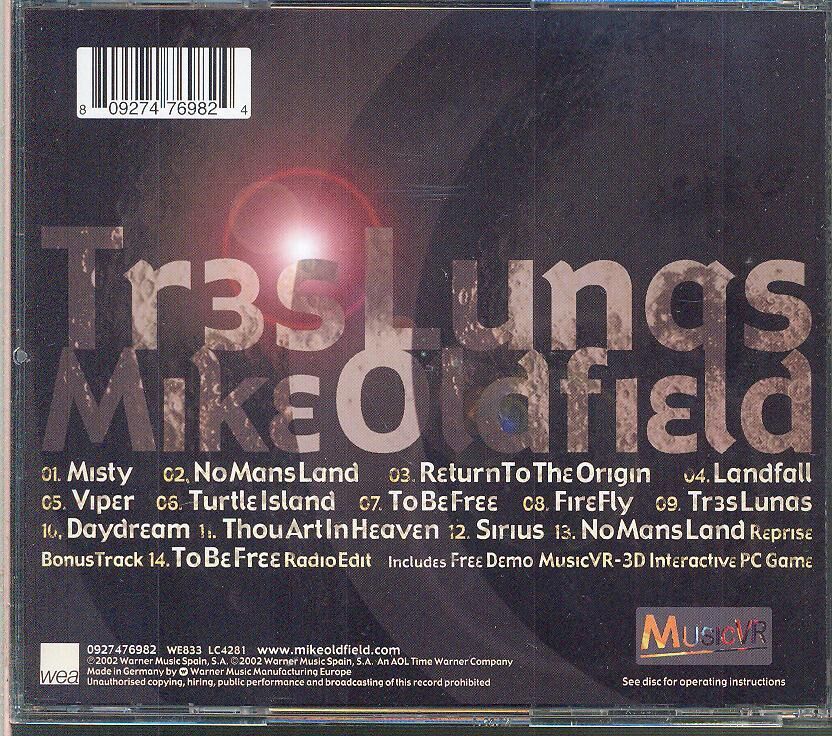 8 09274 76982 4
Tr3s Lunas
Mike Oldfield
01. Misty 02. No Mans Land 03. Return To The Origin 04. Landfall
05. Viper 06. Turtle Island 07. To Be Free 08. Fire Fly 09. Tr3s Lunas
10. Daydream 11. Thou Art In Heaven 12. Sirius 13. No Mans Land Reprise
Bonus Track 14. To Be Free Radio Edit Includes Free Demo MusicVR-3D Interactive PC Game
MusicVR
0927476982 WE833 LC4281 www.mikeoldfield.com
℗2002 Warner Music Spain, S.A. ©2002 Warner Music Spain, S.A. An AOL Time Warner Company
Made in Germany by Warner Music Manufacturing Europe
Unauthorised copying, hiring, public performance and broadcasting of this record prohibited
wea
See disc for operating instructions